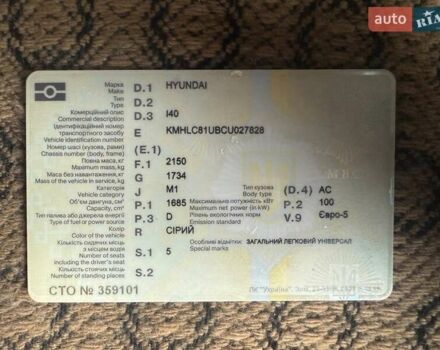 auto RIA
Марка
Make
D.1 HYUNDAI
Тип
Type
D.2
Комерційний опис
Commercial description
D.3 I40
Ідентифікаційний номер
транспортного засобу
Vehicle identification number
E KMHLC81UBCU027828
Номер шасі (кузова, рами)
Chassis number (body, frame)
(E.1)
Повна маса, кг
Maximum mass, kg
F.1 2150
Маса без навантаження, кг
Mass of the vehicle in service, kg
G 1734
Категорія
Vehicle category
J M1
Тип кузова
Body type
(D.4) AC
Об'єм двигуна, см³
Capacity, cm³
P.1 1685
Максимальна потужність кВт
Maximum net power (in kW)
P.2 100
Тип палива або джерела енергії
Type of fuel or power source
P.3 D
Рівень екологічних норм
Emission standard
V.9 Євро-5
Колір
Color of the vehicle
R СІРИЙ
Кількість сидячих місць
з місцем водія
Number of seats
including the driver's seat
S.1 5
Особливі відмітки:
Special marks
ЗАГАЛЬНИЙ ЛЕГКОВИЙ УНІВЕРСАЛ
Кількість стоячих місць
Number of standing places
S.2
СТО № 359101
ПК "Україна".